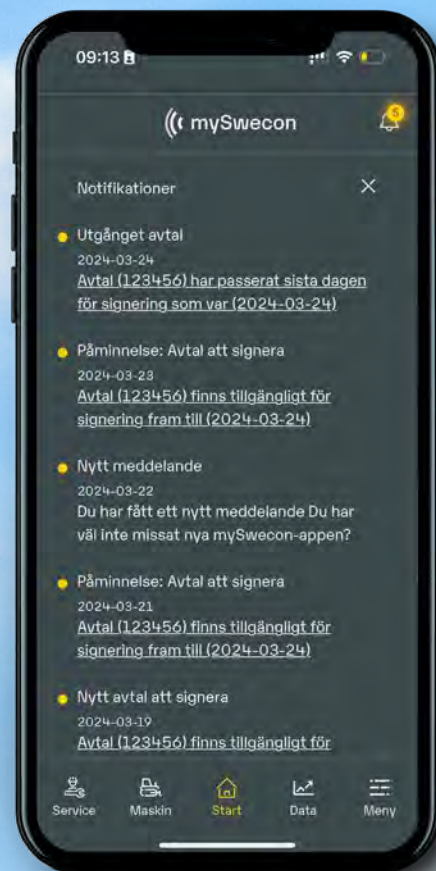 09:13
mySwecon
5
Notifikationer
Utgånget avtal
2024-03-24
Avtal (123456) har passerat sista dagen
för signering som var (2024-03-24)
Påminnelse: Avtal att signera
2024-03-23
Avtal (123456) finns tillgängligt för
signering fram till (2024-03-24)
Nytt meddelande
2024-03-22
Du har fått ett nytt meddelande Du har
väl inte missat nya mySwecon-appen?
Påminnelse: Avtal att signera
2024-03-21
Avtal (123456) finns tillgängligt för
signering fram till (2024-03-24)
Nytt avtal att signera
2024-03-19
Avtal (123456) finns tillgängligt för
Service Maskin Start Data Meny